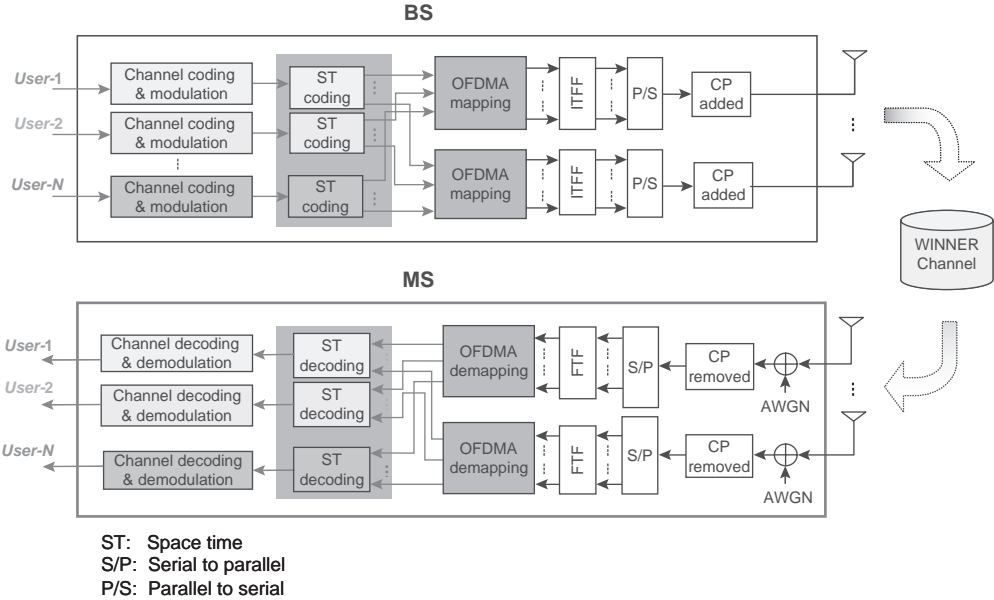 BS
User-1
Channel coding
& modulation
ST
coding
OFDMA
mapping
ITFF
P/S
CP
added
User-2
Channel coding
& modulation
ST
coding
User-N
Channel coding
& modulation
ST
coding
OFDMA
mapping
ITFF
P/S
CP
added
WINNER
Channel
MS
User-1
Channel decoding
& demodulation
ST
decoding
OFDMA
demapping
FTF
S/P
CP
removed
AWGN
User-2
Channel decoding
& demodulation
ST
decoding
User-N
Channel decoding
& demodulation
ST
decoding
OFDMA
demapping
FTF
S/P
CP
removed
AWGN
ST: Space time
S/P: Serial to parallel
P/S: Parallel to serial